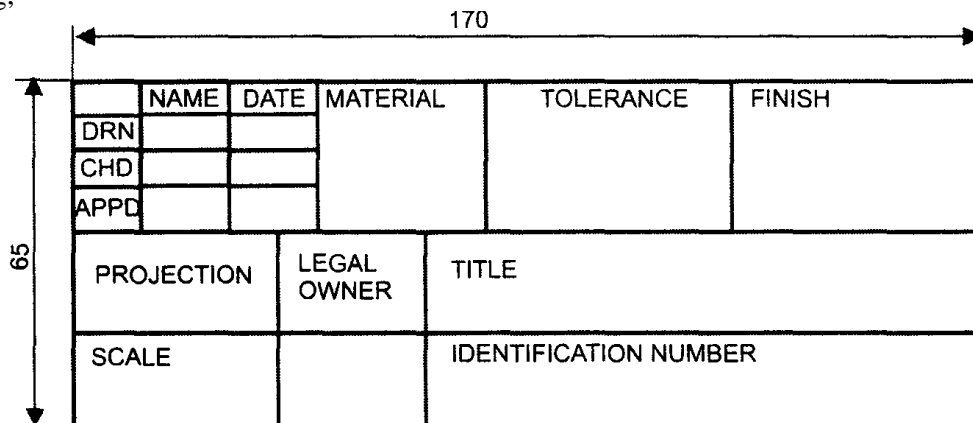 170
NAME DATE MATERIAL TOLERANCE FINISH
DRN
CHD
APPD
65
PROJECTION LEGAL OWNER TITLE
SCALE IDENTIFICATION NUMBER